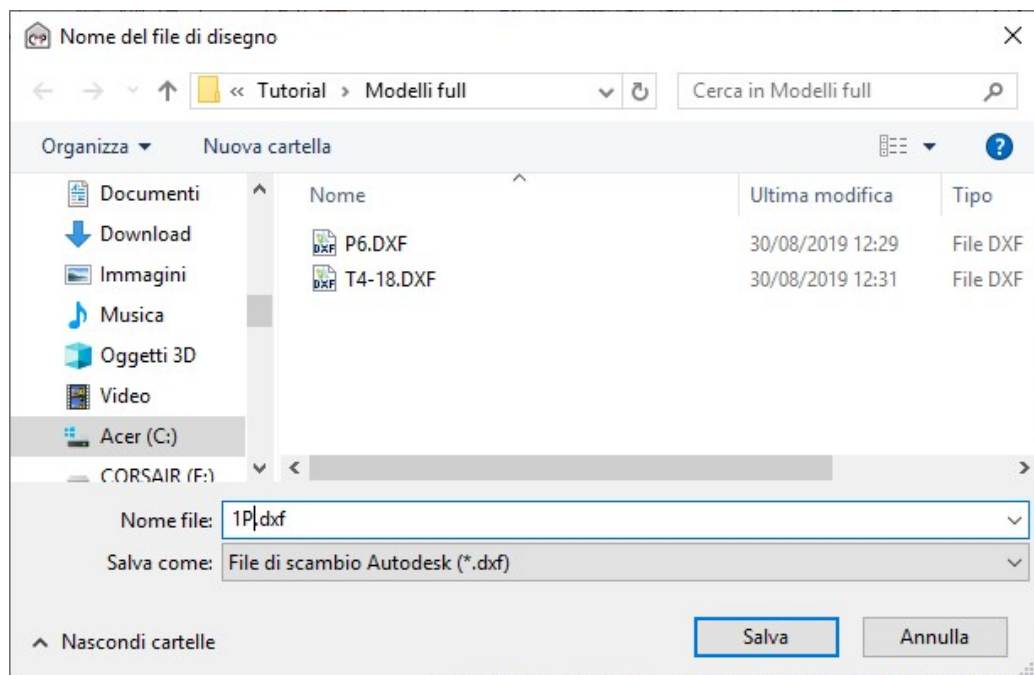 Nome del file di disegno
« Tutorial › Modelli full
Cerca in Modelli full
Organizza
Nuova cartella
?
Documenti
Download
Immagini
Musica
Oggetti 3D
Video
Acer (C:)
CORSAIR (F:)
Nome Ultima modifica Tipo
P6.DXF 30/08/2019 12:29 File DXF
T4-18.DXF 30/08/2019 12:31 File DXF
Nome file: 1P.dxf
Salva come: File di scambio Autodesk (*.dxf)
Nascondi cartelle
Salva
Annulla